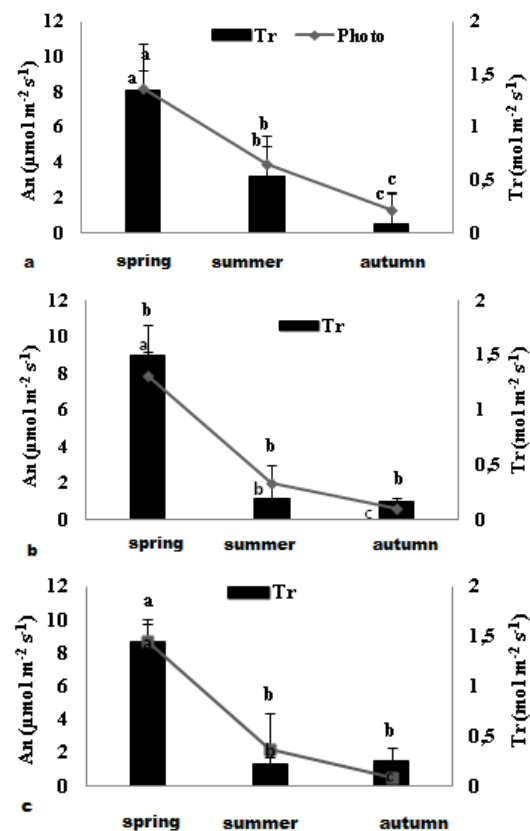 Tr Photo
12 10 8 6 4 2 0
An (µmol m⁻² s⁻¹)
2 1,5 1 0,5 0
Tr (mol m⁻² s⁻¹)
a a b b c c
a spring summer autumn
Tr
12 10 8 6 4 2 0
An (µmol m⁻² s⁻¹)
2 1,5 1 0,5 0
Tr (mol m⁻² s⁻¹)
b a b b b c
b spring summer autumn
Tr
12 10 8 6 4 2 0
An (µmol m⁻² s⁻¹)
2 1,5 1 0,5 0
Tr (mol m⁻² s⁻¹)
a a b b b c
c spring summer autumn